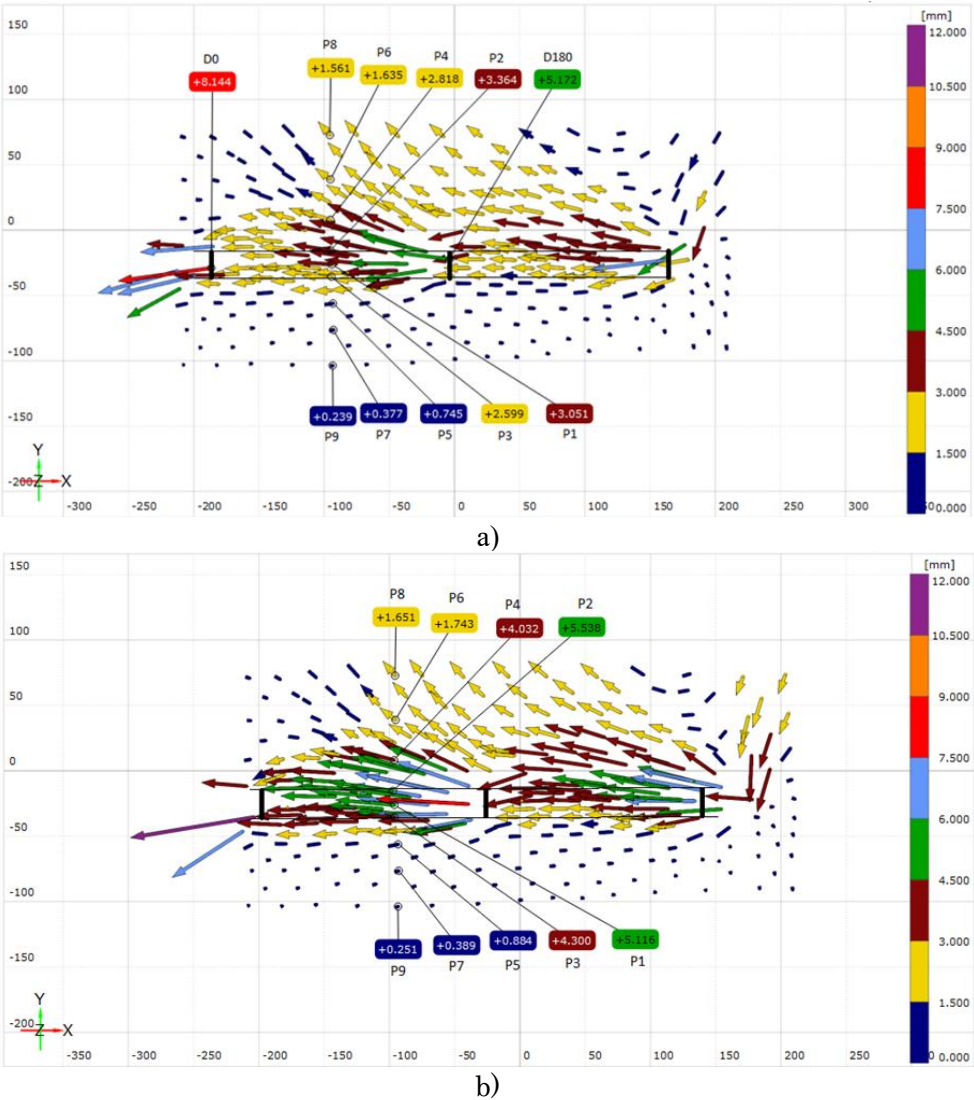 [mm]
150
12.000
P8
P6
P4
P2
D180
D0
+1.561
+1.635
+2.818
+3.364
+5.172
+8.144
10.500
100
9.000
50
7.500
0
6.000
-50
4.500
-100
3.000
+0.239
+0.377
+0.745
+2.599
+3.051
-150
P9
P7
P5
P3
P1
Y
1.500
-200
Z
X
-300
-250
-200
-150
-100
-50
0
50
100
150
200
250
300
0.000
a)
[mm]
150
12.000
P8
P6
P4
P2
+1.651
+1.743
+4.032
+5.538
100
10.500
9.000
50
7.500
0
6.000
-50
4.500
-100
3.000
+0.251
+0.389
+0.884
+4.300
+5.116
P9
P7
P5
P3
P1
-150
Y
1.500
-200
Z
X
-350
-300
-250
-200
-150
-100
-50
0
50
100
150
200
250
0.000
b)